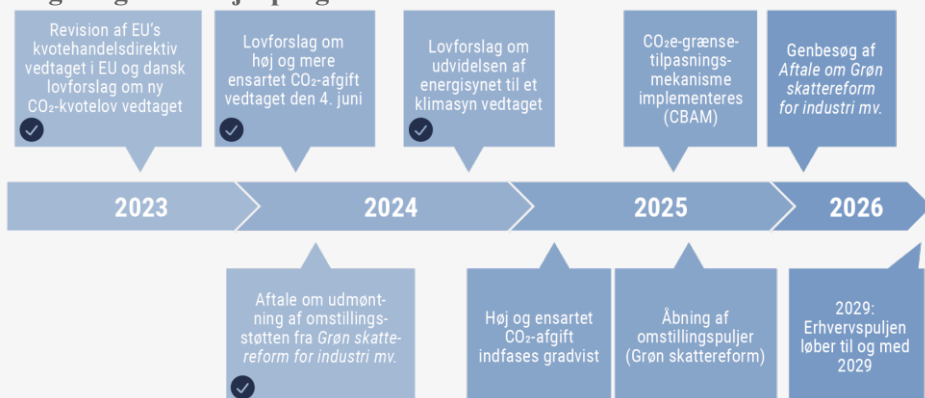 Revision af EU's
kvotehandelsdirektiv
vedtaget i EU og dansk
lovforslag om ny
CO₂-kvotelov vedtaget
Lovforslag om
høj og mere
ensartet CO₂-afgift
vedtaget den 4. juni
Lovforslag om
udvidelsen af
energisynet til et
klimasyn vedtaget
CO₂e-grænse-
tilpasnings-
mekanisme
implementeres
(CBAM)
Genbesøg af
Aftale om Grøn
skattereform
for industri mv.
2023
2024
2025
2026
Aftale om udmønt-
ning af omstillings-
støtten fra Grøn skatte-
reform for industri mv.
Høj og ensartet
CO₂-afgift
indfases gradvist
Åbning af
omstillingspuljer
(Grøn skattereform)
2029:
Erhvervspuljen
løber til og med
2029